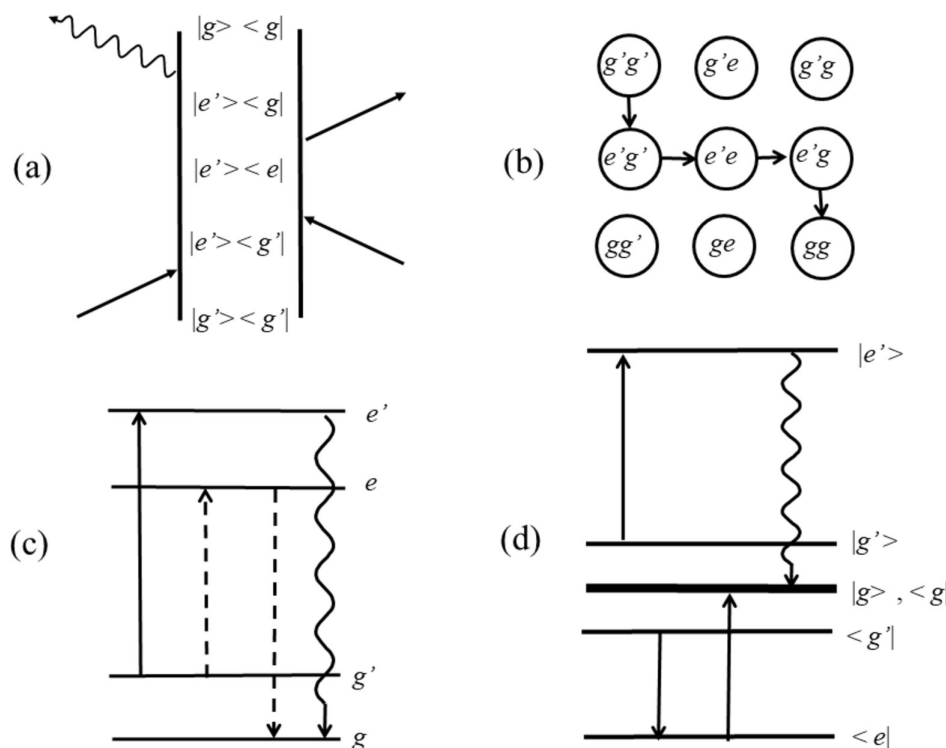 |g> <g|
|e'> <g|
(a)
|e'> <e|
|e'> <g'|
|g'> <g'|
g'g' g'e g'g
(b)
e'g' e'e e'g
gg' ge gg
e'
e
(c)
g'
g
|e'>
(d)
|g'>
|g> , <g|
<g'|
<e|